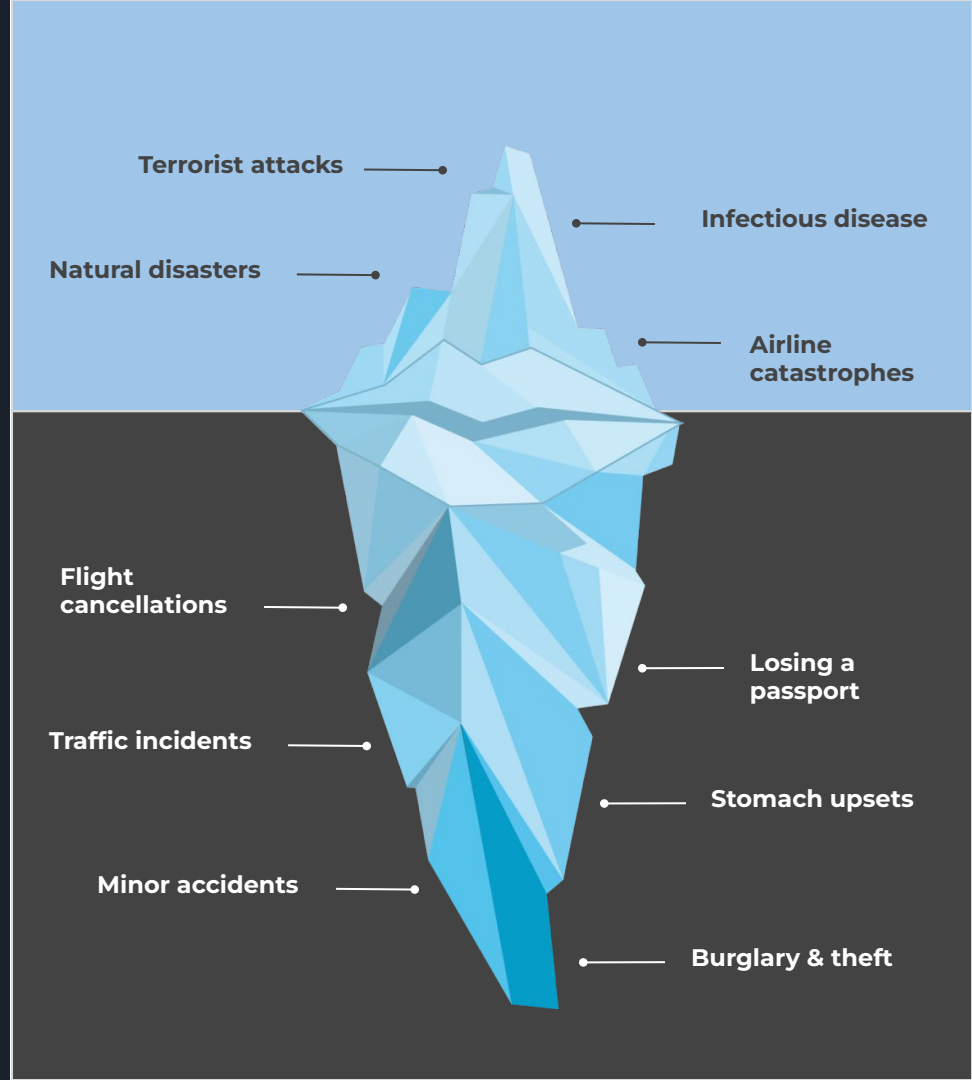 Terrorist attacks
Infectious disease
Natural disasters
Airline
catastrophes
Flight
cancellations
Losing a
passport
Traffic incidents
Stomach upsets
Minor accidents
Burglary & theft